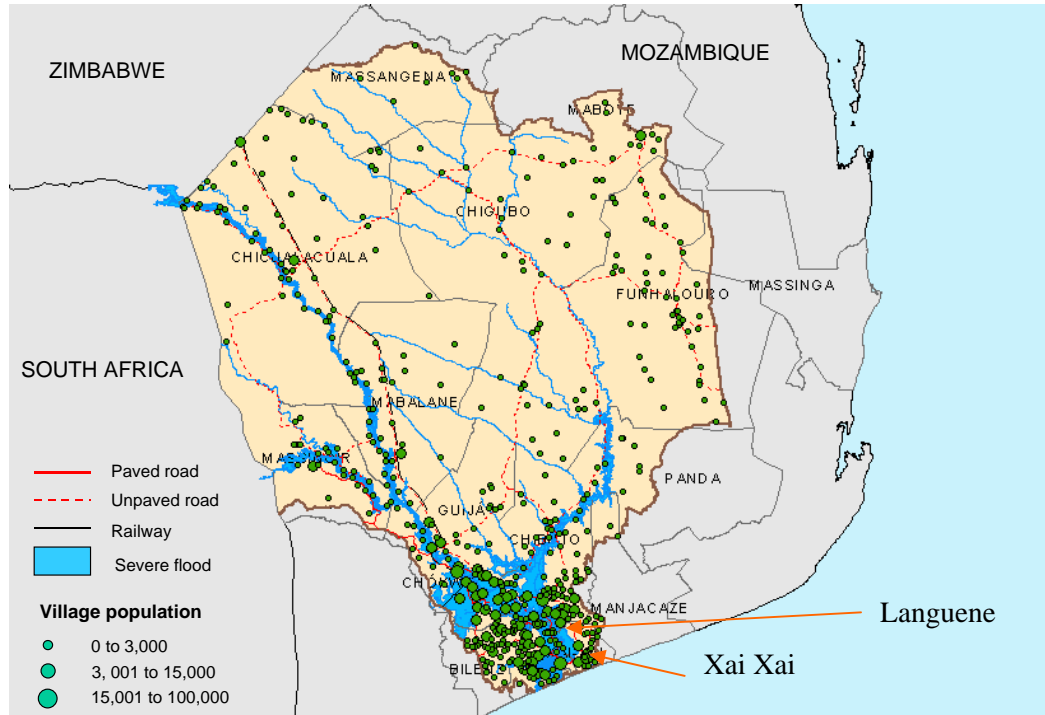 ZIMBABWE
MOZAMBIQUE
MASSANGENA
MABOTE
CHIGUBO
CHICUALACUALA
MASSINGA
FUNHALOURO
SOUTH AFRICA
MABALANE
MASSINGIR
Paved road
PANDA
Unpaved road
GUIJA
Railway
CHIBUTO
Severe flood
Village population
MANJACAZE
Languene
0 to 3,000
Xai Xai
3, 001 to 15,000
15,001 to 100,000